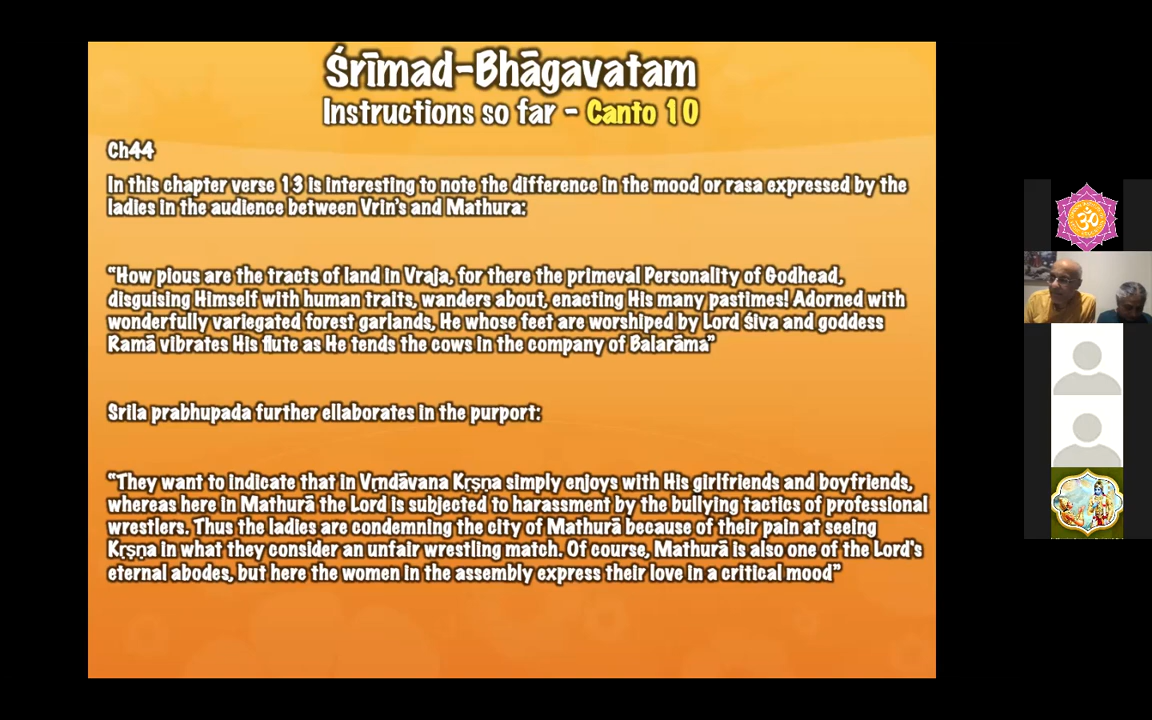 Śrīmad-Bhāgavatam
Instructions so far - Canto 10
Ch44
In this chapter verse 13 is interesting to note the difference in the mood or rasa expressed by the
ladies in the audience between Vrin's and Mathura:
"How pious are the tracts of land in Vraja, for there the primeval Personality of Godhead,
disguising Himself with human traits, wanders about, enacting His many pastimes! Adorned with
wonderfully variegated forest garlands, He whose feet are worshiped by Lord śiva and goddess
Ramā vibrates His flute as He tends the cows in the company of Balarāma"
Srila prabhupada further ellaborates in the purport:
"They want to indicate that in Vṛndāvana Kṛṣṇa simply enjoys with His girlfriends and boyfriends,
whereas here in Mathurā the Lord is subjected to harassment by the bullying tactics of professional
wrestlers. Thus the ladies are condemning the city of Mathurā because of their pain at seeing
Kṛṣṇa in what they consider an unfair wrestling match. Of course, Mathurā is also one of the Lord's
eternal abodes, but here the women in the assembly express their love in a critical mood"
ॐ